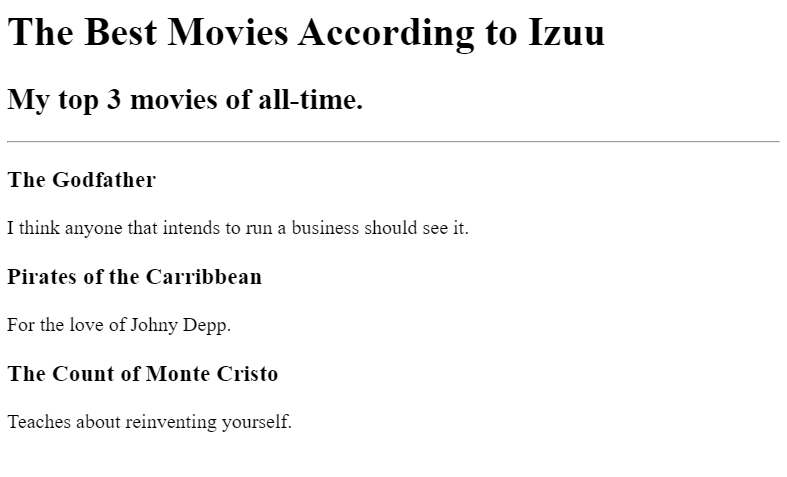 The Best Movies According to Izuu
My top 3 movies of all-time.
The Godfather
I think anyone that intends to run a business should see it.
Pirates of the Carribbean
For the love of Johny Depp.
The Count of Monte Cristo
Teaches about reinventing yourself.